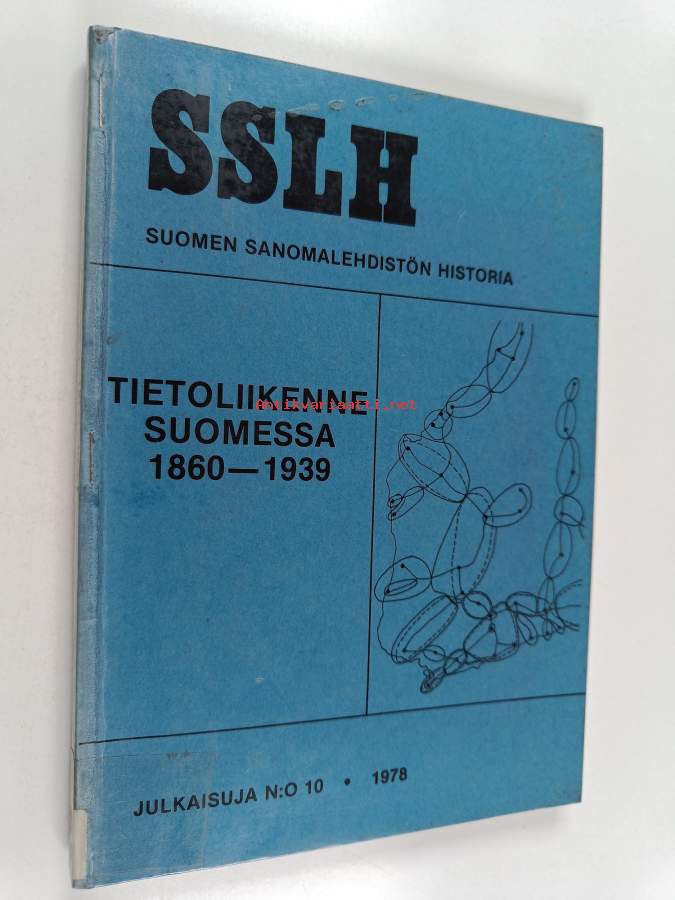 SSLH
SUOMEN SANOMALEHDISTÖN HISTORIA
TIETOLIIKENNE
Antikvariaatti.net
SUOMESSA
1860—1939
JULKAISUJA N:O 10 • 1978